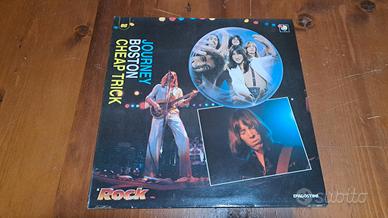 JOURNEY
BOSTON
CHEAP TRICK
Rock
DEAGOSTINI
subito